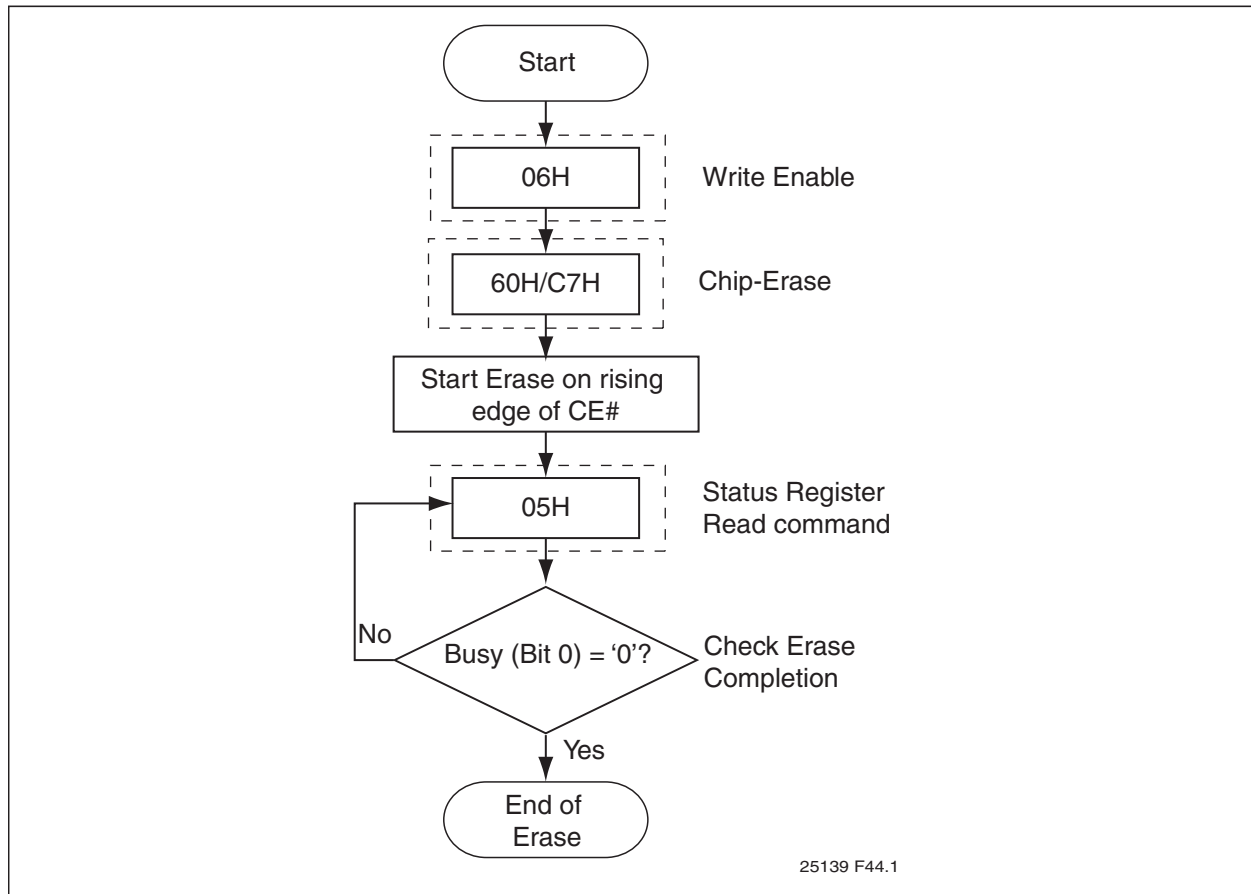 Start
06H
Write Enable
60H/C7H
Chip-Erase
Start Erase on rising
edge of CE#
05H
Status Register
Read command
No
Busy (Bit 0) = ‘0’?
Check Erase
Completion
Yes
End of
Erase
25139 F44.1